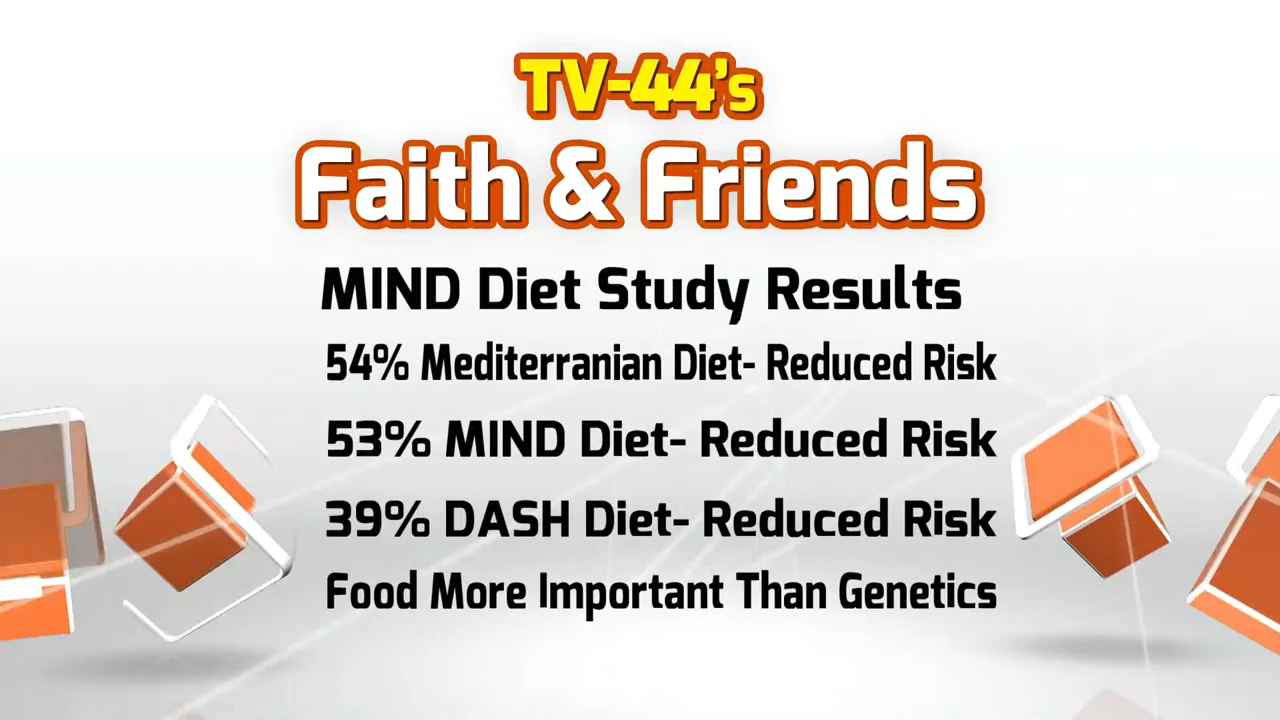 TV-44's
Faith & Friends
MIND Diet Study Results
54% Mediterranian Diet- Reduced Risk
53% MIND Diet- Reduced Risk
39% DASH Diet- Reduced Risk
Food More Important Than Genetics